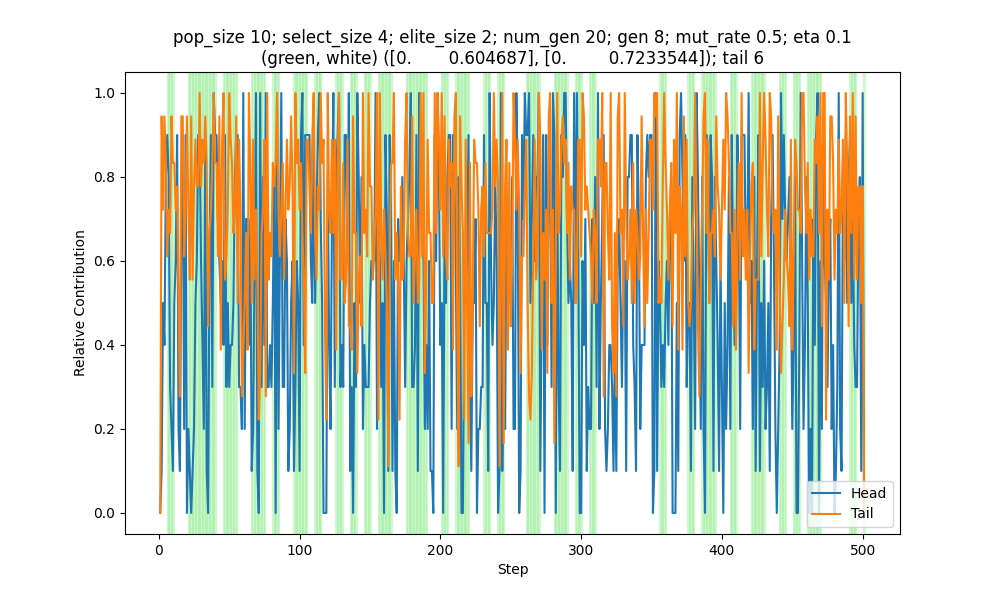 pop_size 10; select_size 4; elite_size 2; num_gen 20; gen 8; mut_rate 0.5; eta 0.1
(green, white) ([0. 0.604687], [0. 0.7233544]); tail 6
1.0
0.8
0.6
0.4
0.2
0.0
Relative Contribution
Head
Tail
0 100 200 300 400 500
Step